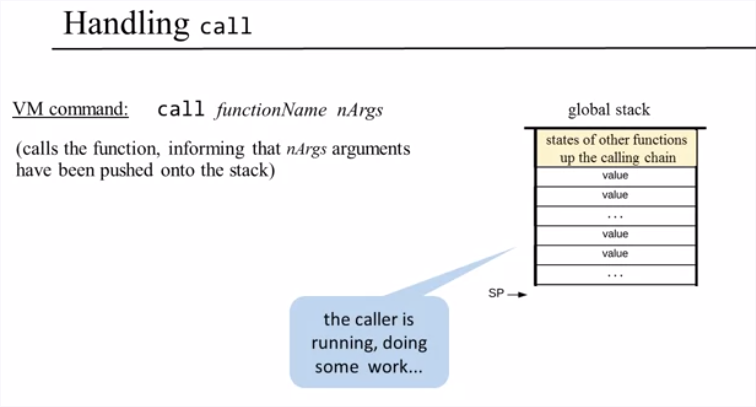 Handling call
VM command: call functionName nArgs
(calls the function, informing that nArgs arguments
have been pushed onto the stack)
global stack
states of other functions
up the calling chain
value
value
...
value
value
...
SP
the caller is
running, doing
some work...